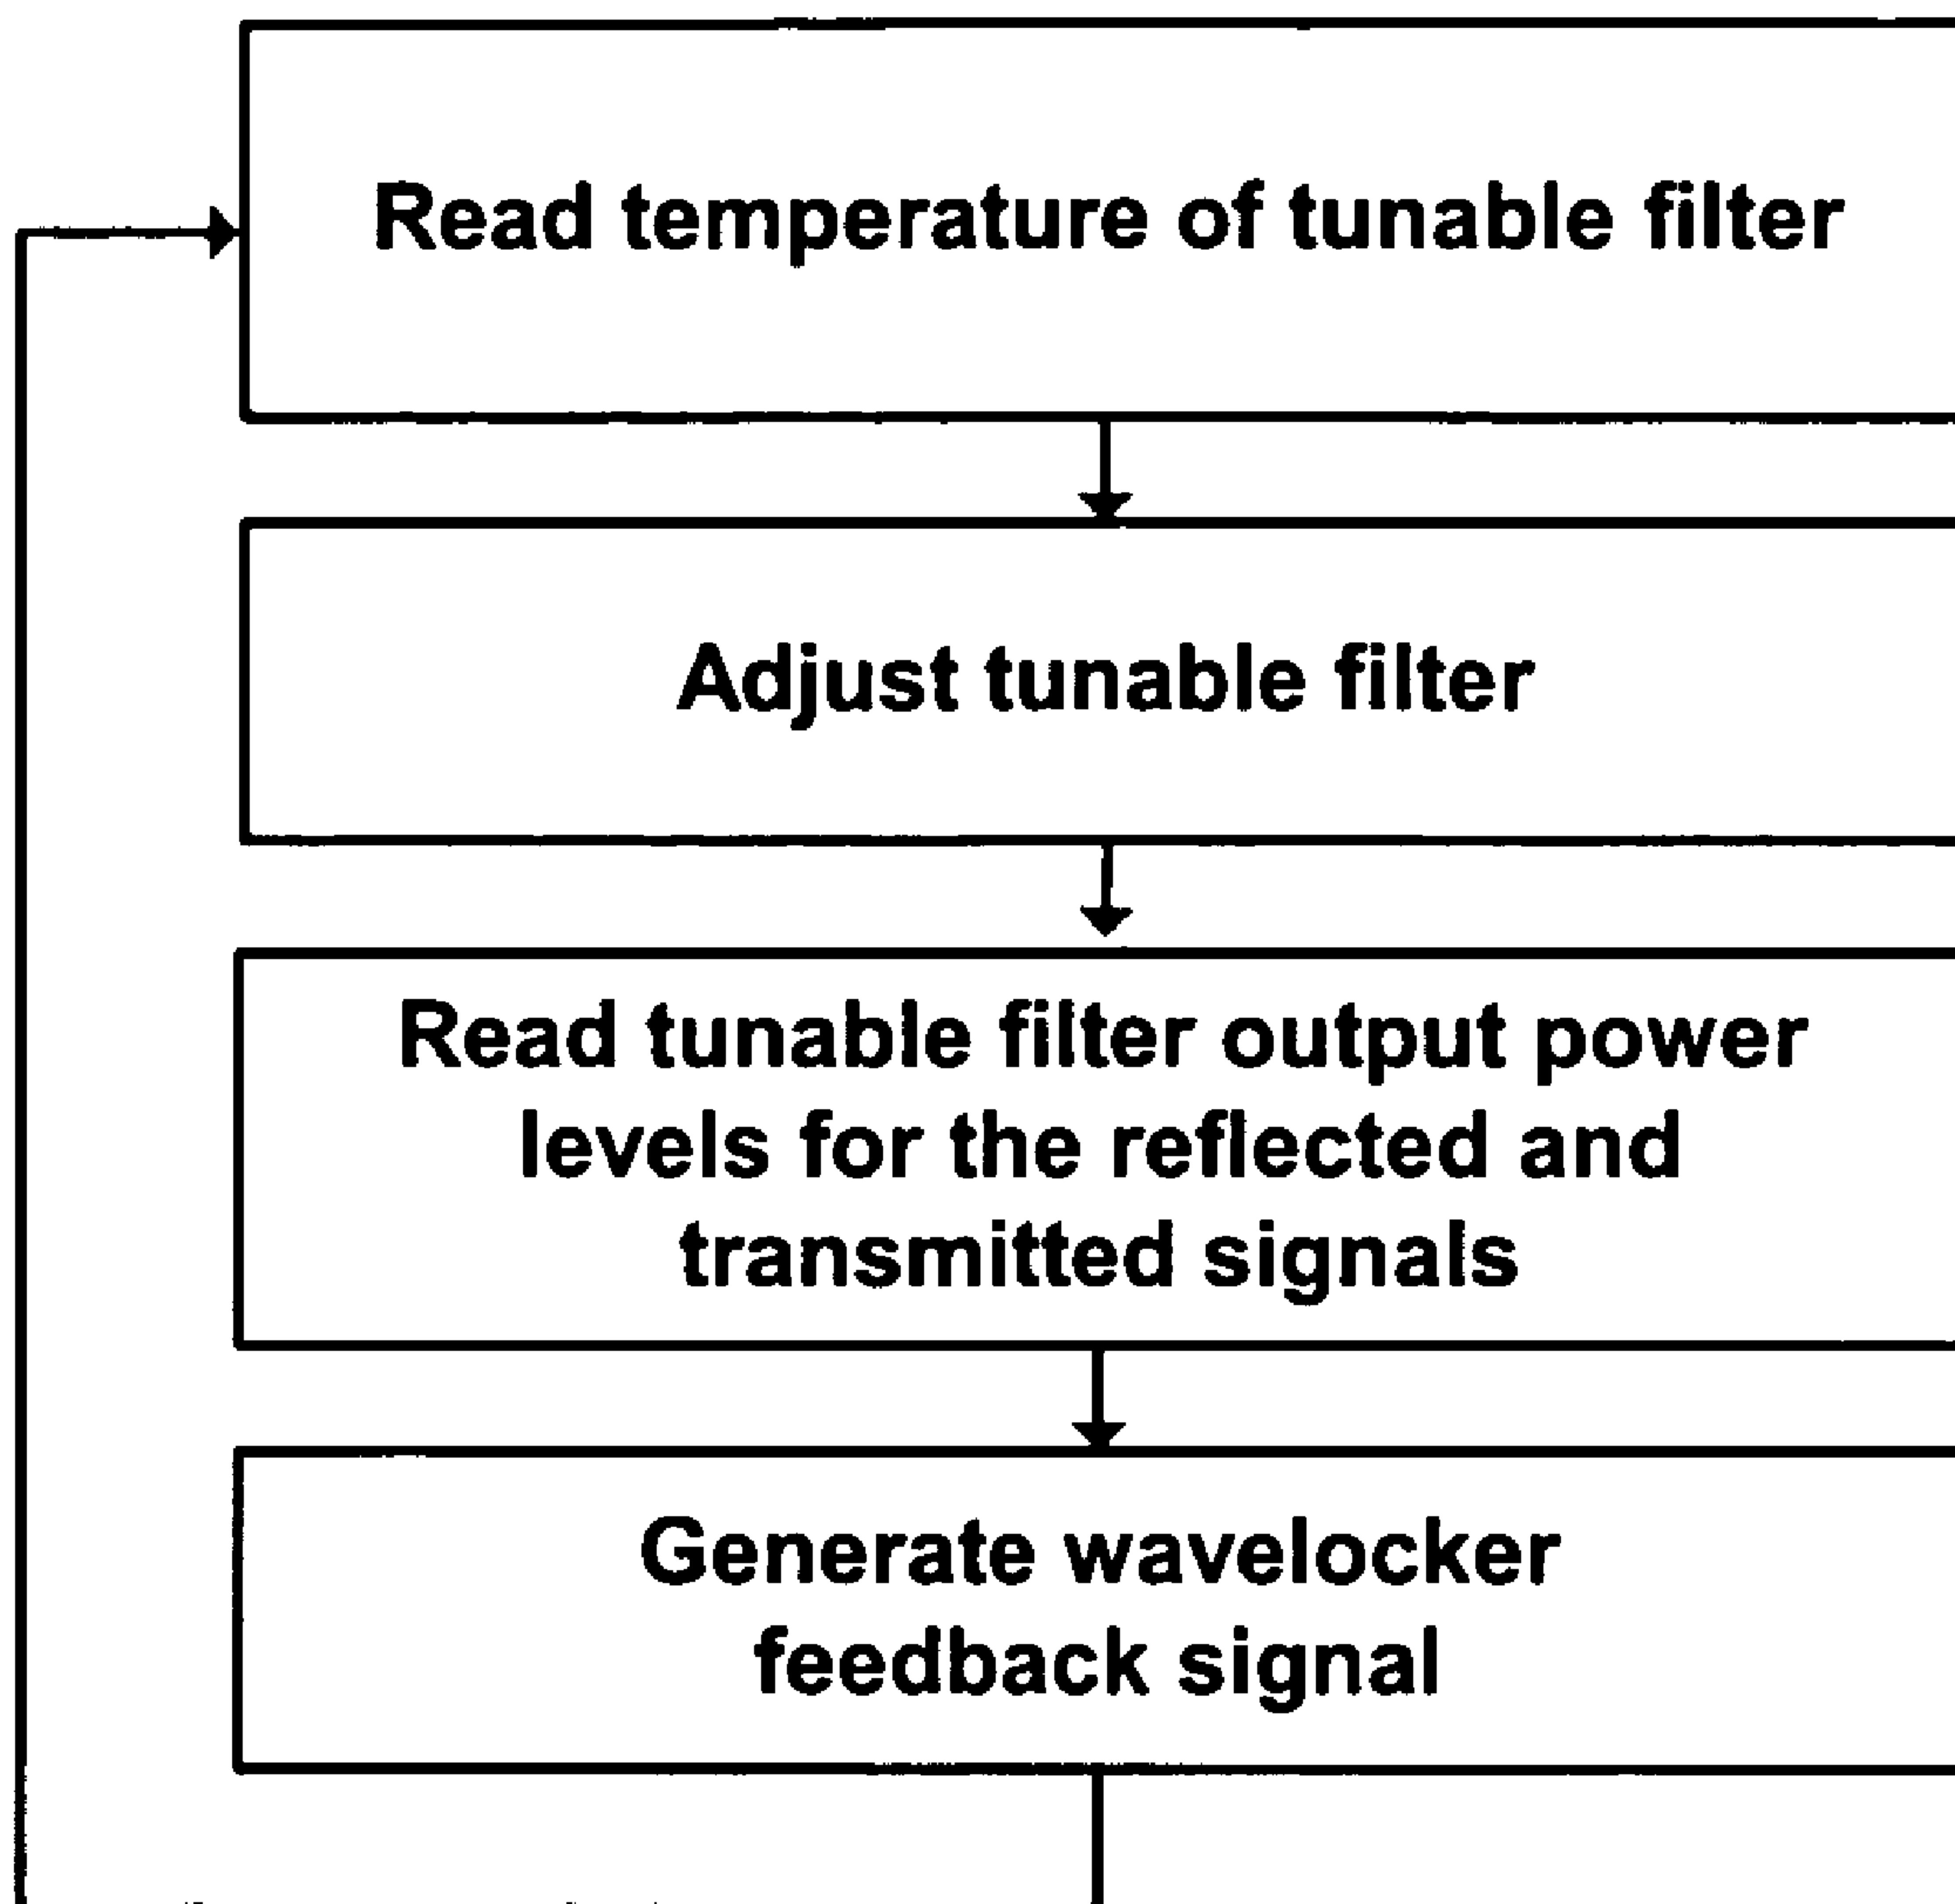 Read temperature of tunable filter
Adjust tunable filter
Read tunable filter output power
levels for the reflected and
transmitted signals
Generate wavelocker
feedback signal